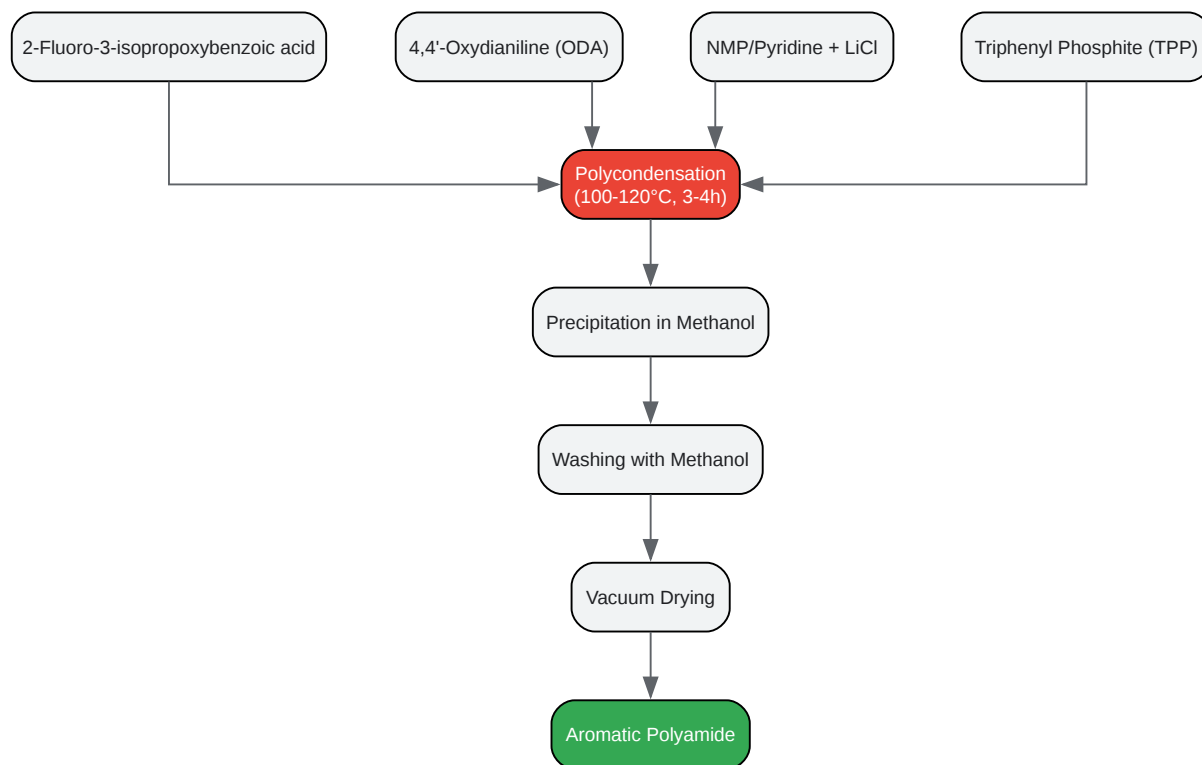 2-Fluoro-3-isopropoxybenzoic acid
4,4'-Oxydianiline (ODA)
NMP/Pyridine + LiCl
Triphenyl Phosphite (TPP)
Polycondensation
(100-120°C, 3-4h)
Precipitation in Methanol
Washing with Methanol
Vacuum Drying
Aromatic Polyamide